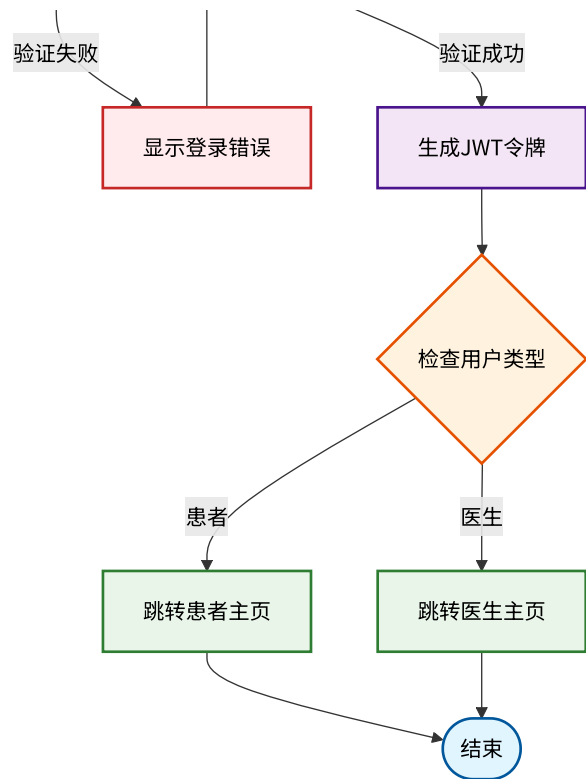 验证失败
验证成功
显示登录错误
生成JWT令牌
检查用户类型
患者
医生
跳转患者主页
跳转医生主页
结束